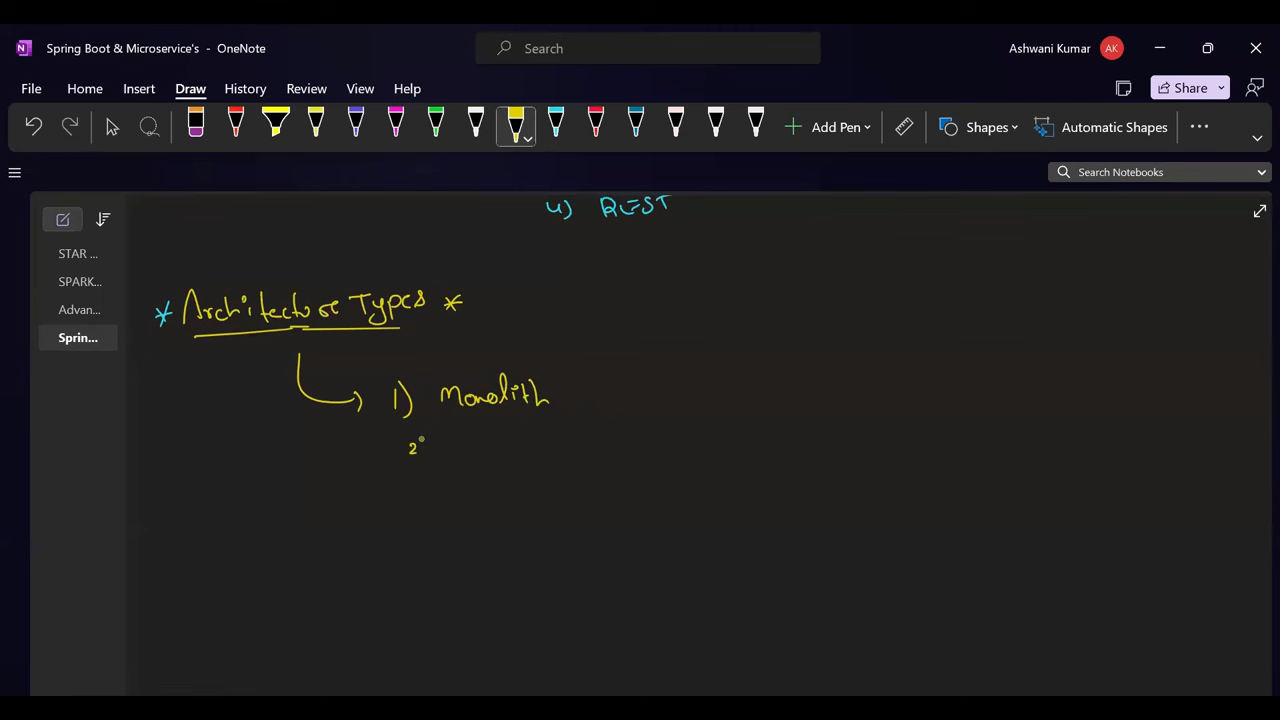 Spring Boot & Microservice's - OneNote
Search
Ashwani Kumar AK
File Home Insert Draw History Review View Help
Share
Add Pen
Shapes
Automatic Shapes
Search Notebooks
4) REST
STAR ...
SPARK...
Advan...
Sprin...
* Architecture Types *
1) Monolith
2